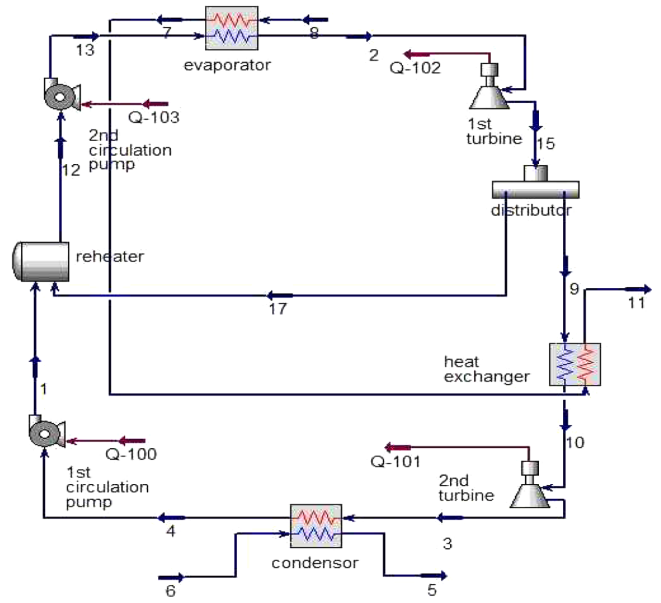 7
8
13
evaporator
2
Q-102
Q-103
1st
turbine
15
2nd
circulation
pump
12
distributor
reheater
17
9
11
heat
exchanger
1
10
Q-100
Q-101
1st
circulation
pump
2nd
turbine
4
3
condensor
6
5